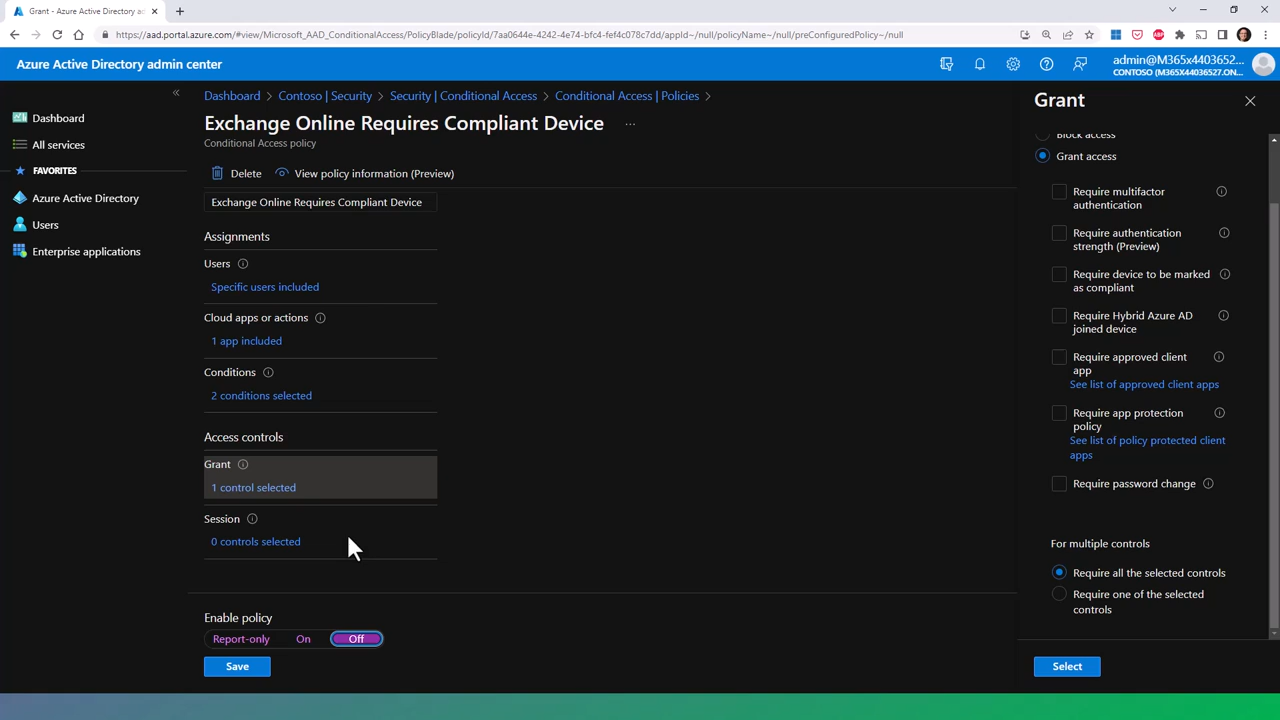 Grant - Azure Active Directory a
https://aad.portal.azure.com/#view/Microsoft_AAD_ConditionalAccess/PolicyBlade/policyId/7aa0644e-4242-4e74-bfc4-fef4c078c7dd/appId~/null/policyName~/null/preConfiguredPolicy~/null
Azure Active Directory admin center
admin@M365x4403652...
CONTOSO (M365X44036527.ON...
Dashboard
All services
FAVORITES
Azure Active Directory
Users
Enterprise applications
Dashboard > Contoso | Security > Security | Conditional Access > Conditional Access | Policies >
Exchange Online Requires Compliant Device ...
Conditional Access policy
Delete
View policy information (Preview)
Exchange Online Requires Compliant Device
Assignments
Users
Specific users included
Cloud apps or actions
1 app included
Conditions
2 conditions selected
Access controls
Grant
1 control selected
Session
0 controls selected
Enable policy
Report-only On Off
Save
Grant
Block access
Grant access
Require multifactor
authentication
Require authentication
strength (Preview)
Require device to be marked
as compliant
Require Hybrid Azure AD
joined device
Require approved client
app
See list of approved client apps
Require app protection
policy
See list of policy protected client
apps
Require password change
For multiple controls
Require all the selected controls
Require one of the selected
controls
Select